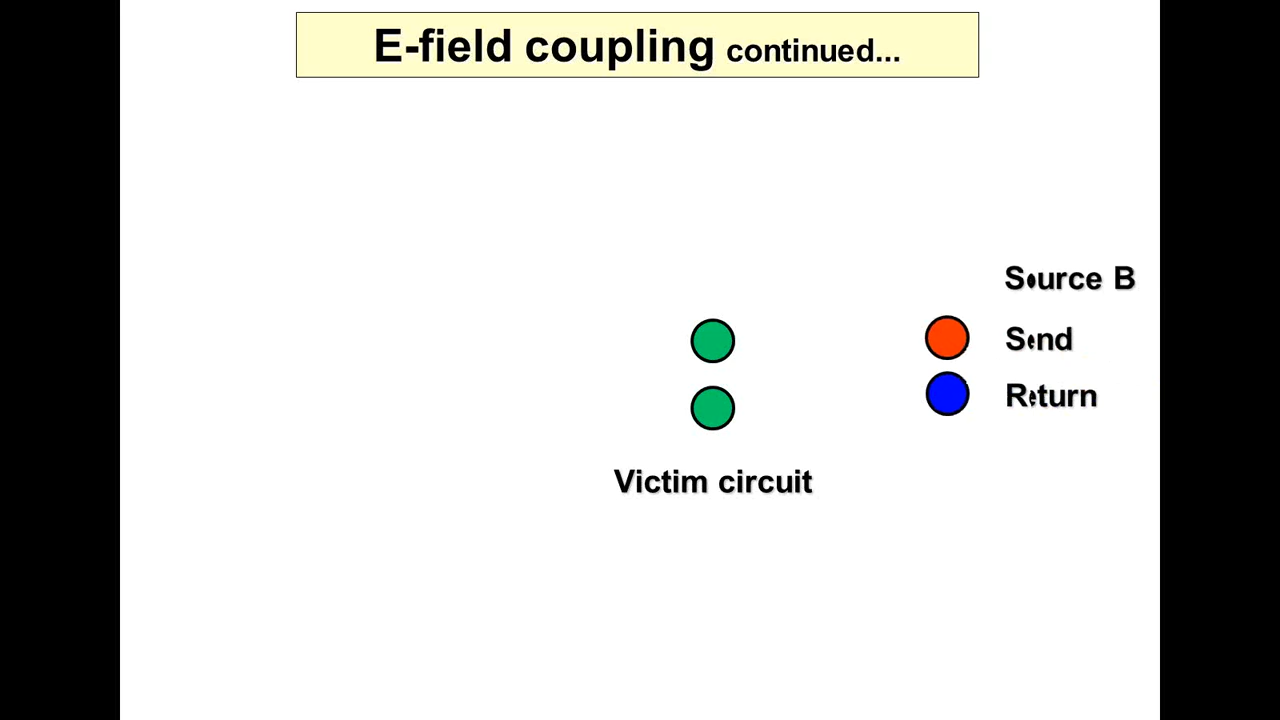 E-field coupling continued...
Source B
Send
Return
Victim circuit